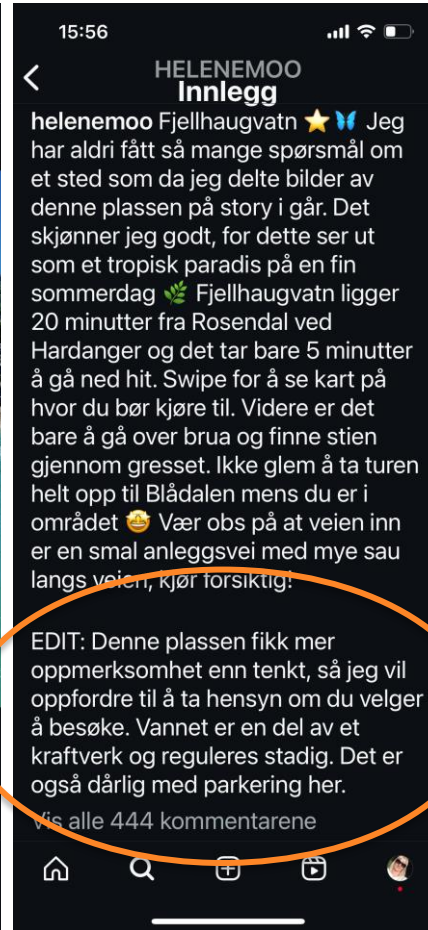 15:56
HELENEMOO
Innlegg
helenemoo Fjellhaugvatn ⭐🦋 Jeg
har aldri fått så mange spørsmål om
et sted som da jeg delte bilder av
denne plassen på story i går. Det
skjønner jeg godt, for dette ser ut
som et tropisk paradis på en fin
sommerdag 🌿 Fjellhaugvatn ligger
20 minutter fra Rosendal ved
Hardanger og det tar bare 5 minutter
å gå ned hit. Swipe for å se kart på
hvor du bør kjøre til. Videre er det
bare å gå over brua og finne stien
gjennom gresset. Ikke glem å ta turen
helt opp til Blådalen mens du er i
området 🤩 Vær obs på at veien inn
er en smal anleggsvei med mye sau
langs veien, kjør forsiktig!
EDIT: Denne plassen fikk mer
oppmerksomhet enn tenkt, så jeg vil
oppfordre til å ta hensyn om du velger
å besøke. Vannet er en del av et
kraftverk og reguleres stadig. Det er
også dårlig med parkering her.
Vis alle 444 kommentarene